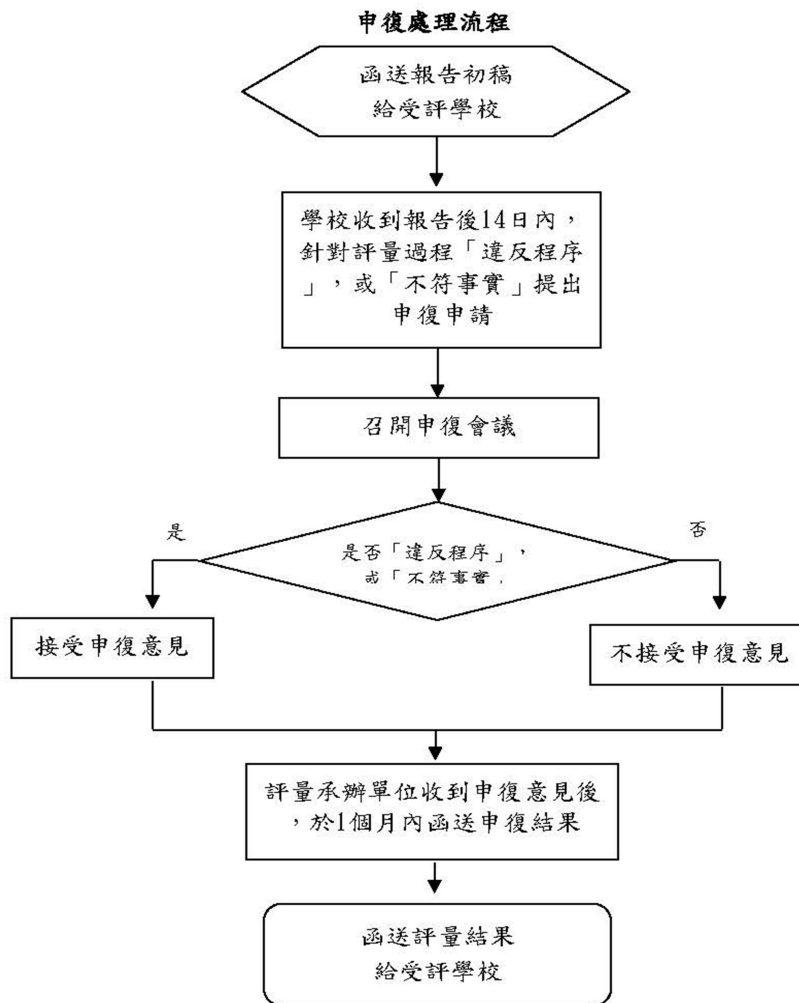 申復處理流程
函送報告初稿
給受評學校
學校收到報告後14日內，
針對評量過程「違反程序
」，或「不符事實」提出
申復申請
召開申復會議
是
否
是否「違反程序」，
或「不符事實」
接受申復意見
不接受申復意見
評量承辦單位收到申復意見後
，於1個月內函送申復結果
函送評量結果
給受評學校